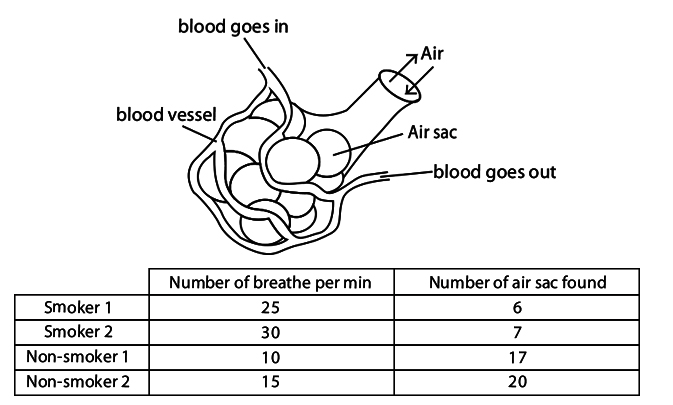 blood goes in
Air
blood vessel
Air sac
blood goes out
Number of breathe per min Number of air sac found
Smoker 1 25 6
Smoker 2 30 7
Non-smoker 1 10 17
Non-smoker 2 15 20